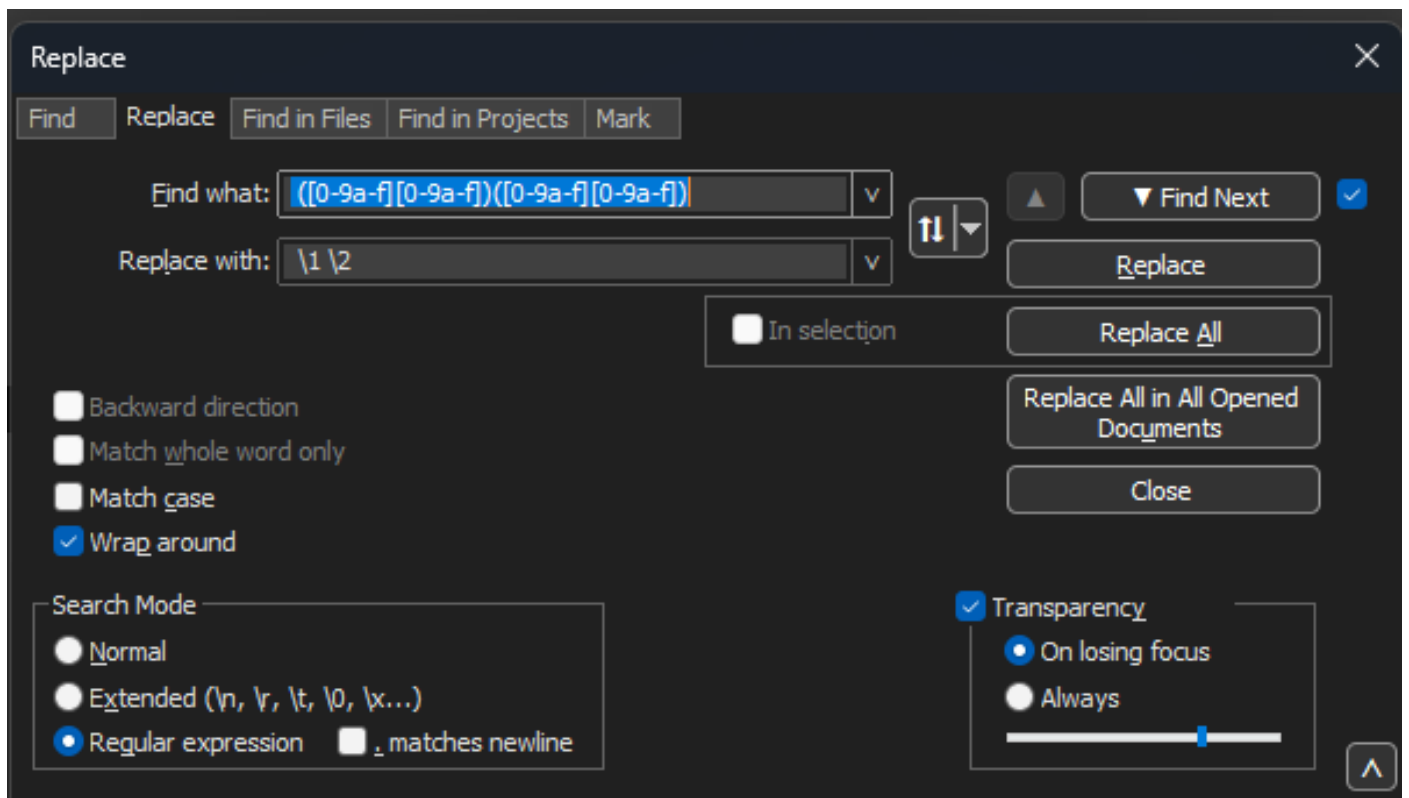 Replace
Find Replace Find in Files Find in Projects Mark
Find what: ([0-9a-f][0-9a-f])([0-9a-f][0-9a-f]) ▲ ▼ Find Next
Replace with: \1 \2 Replace
In selection Replace All
Backward direction Replace All in All Opened
Match whole word only Documents
Match case Close
Wrap around
Search Mode Transparency
Normal On losing focus
Extended (\n, \r, \t, \0, \x...) Always
Regular expression . matches newline